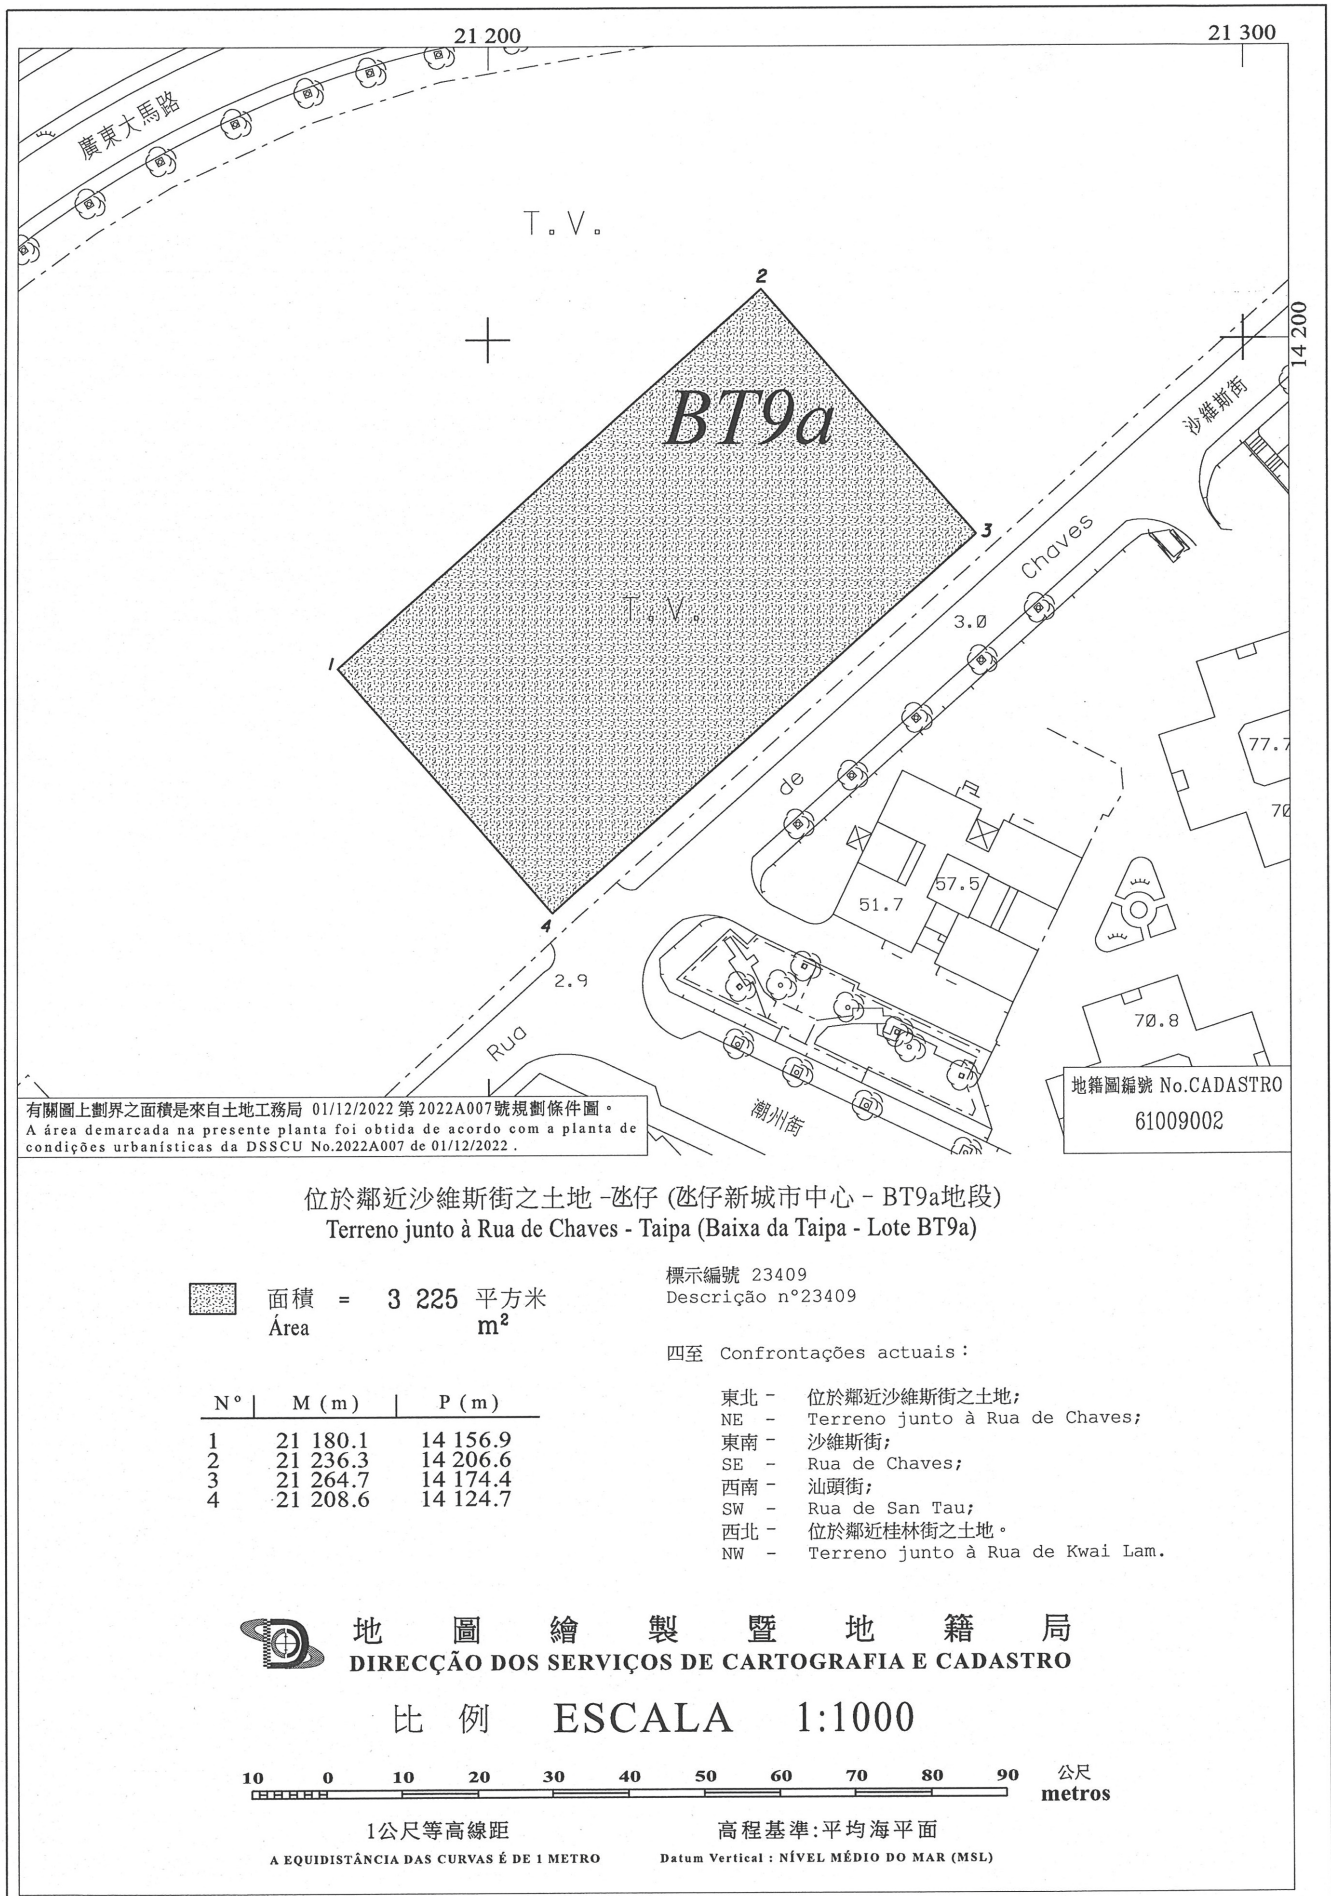 21 200
21 300
廣東大馬路
T.V.
2
14 200
BT9a
沙維斯街
3
Chaves
T.V.
3.0
1
77.7
de
70
57.5
51.7
4
2.9
70.8
Rua
地籍圖編號 No.CADASTRO
61009002
潮州街
有關圖上劃界之面積是來自土地工務局 01/12/2022 第2022A007號規劃條件圖。
A área demarcada na presente planta foi obtida de acordo com a planta de
condições urbanísticas da DSSCU No.2022A007 de 01/12/2022 .
位於鄰近沙維斯街之土地 -氹仔 (氹仔新城市中心 - BT9a地段)
Terreno junto à Rua de Chaves - Taipa (Baixa da Taipa - Lote BT9a)
面積 = 3 225 平方米
Área m²
標示編號 23409
Descrição nº23409
四至 Confrontações actuais:
東北 - 位於鄰近沙維斯街之土地;
NE - Terreno junto à Rua de Chaves;
東南 - 沙維斯街;
SE - Rua de Chaves;
西南 - 汕頭街;
SW - Rua de San Tau;
西北 - 位於鄰近桂林街之土地。
NW - Terreno junto à Rua de Kwai Lam.
Nº | M (m) | P (m)
1 21 180.1 14 156.9
2 21 236.3 14 206.6
3 21 264.7 14 174.4
4 21 208.6 14 124.7
地圖繪製暨地籍局
DIRECÇÃO DOS SERVIÇOS DE CARTOGRAFIA E CADASTRO
比例 ESCALA 1:1000
10 0 10 20 30 40 50 60 70 80 90 公尺
metros
1公尺等高線距
A EQUIDISTÂNCIA DAS CURVAS É DE 1 METRO
高程基準:平均海平面
Datum Vertical : NÍVEL MÉDIO DO MAR (MSL)